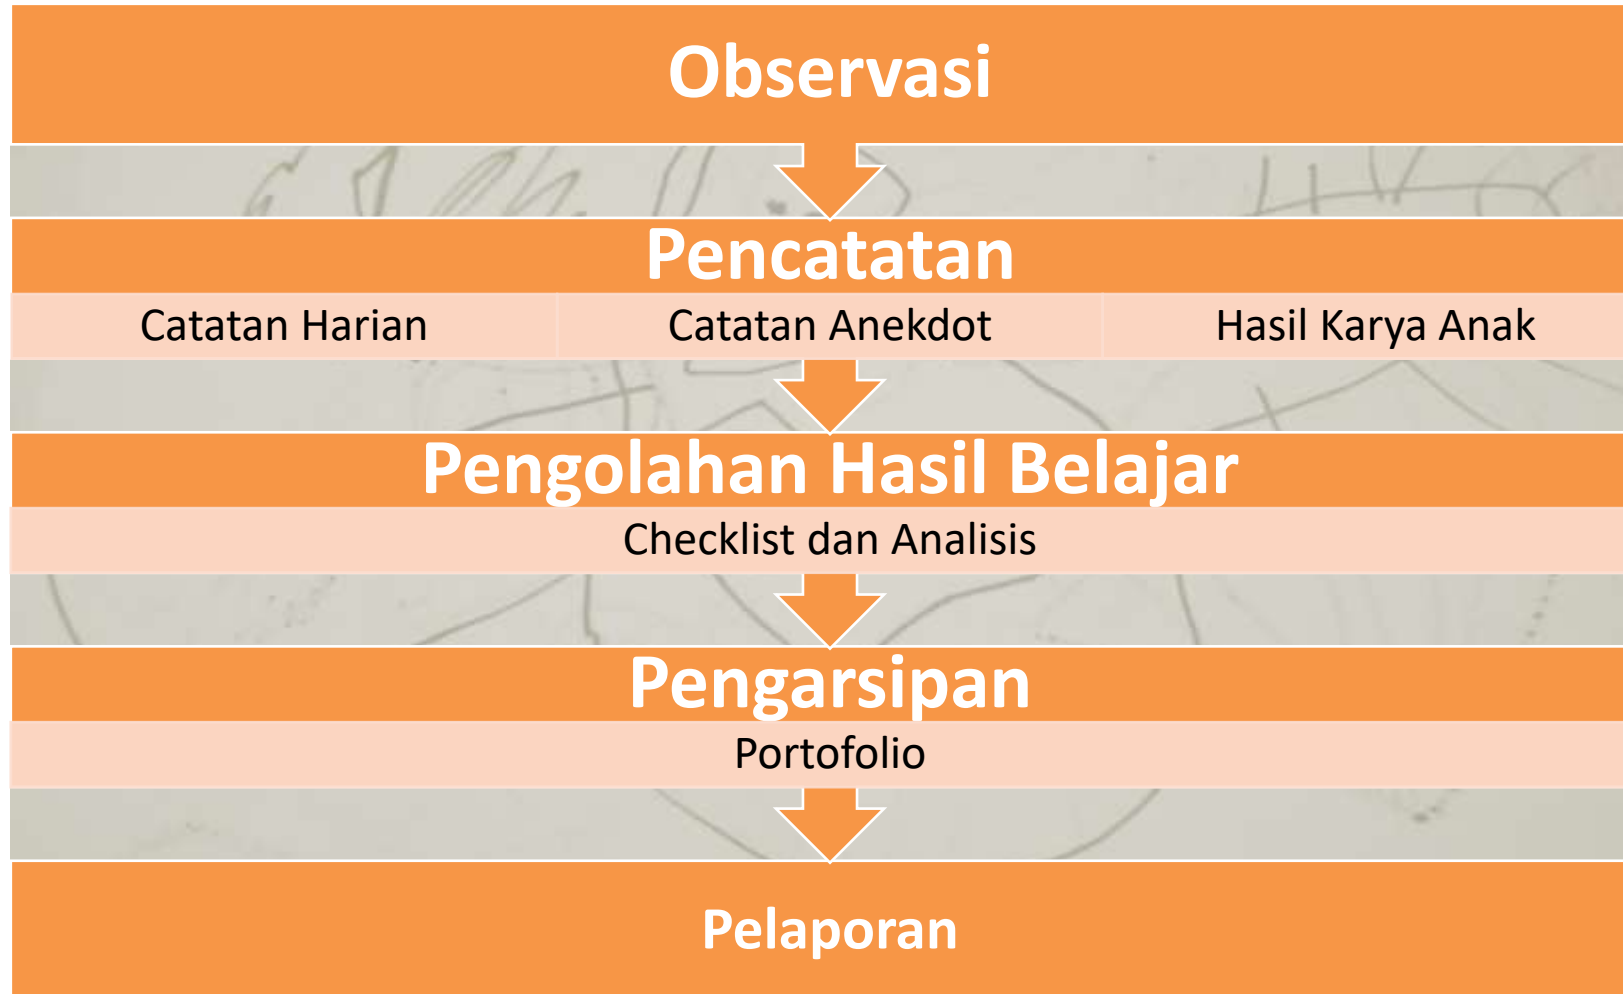 Observasi
Pencatatan
Catatan Harian Catatan Anekdot Hasil Karya Anak
Pengolahan Hasil Belajar
Checklist dan Analisis
Pengarsipan
Portofolio
Pelaporan